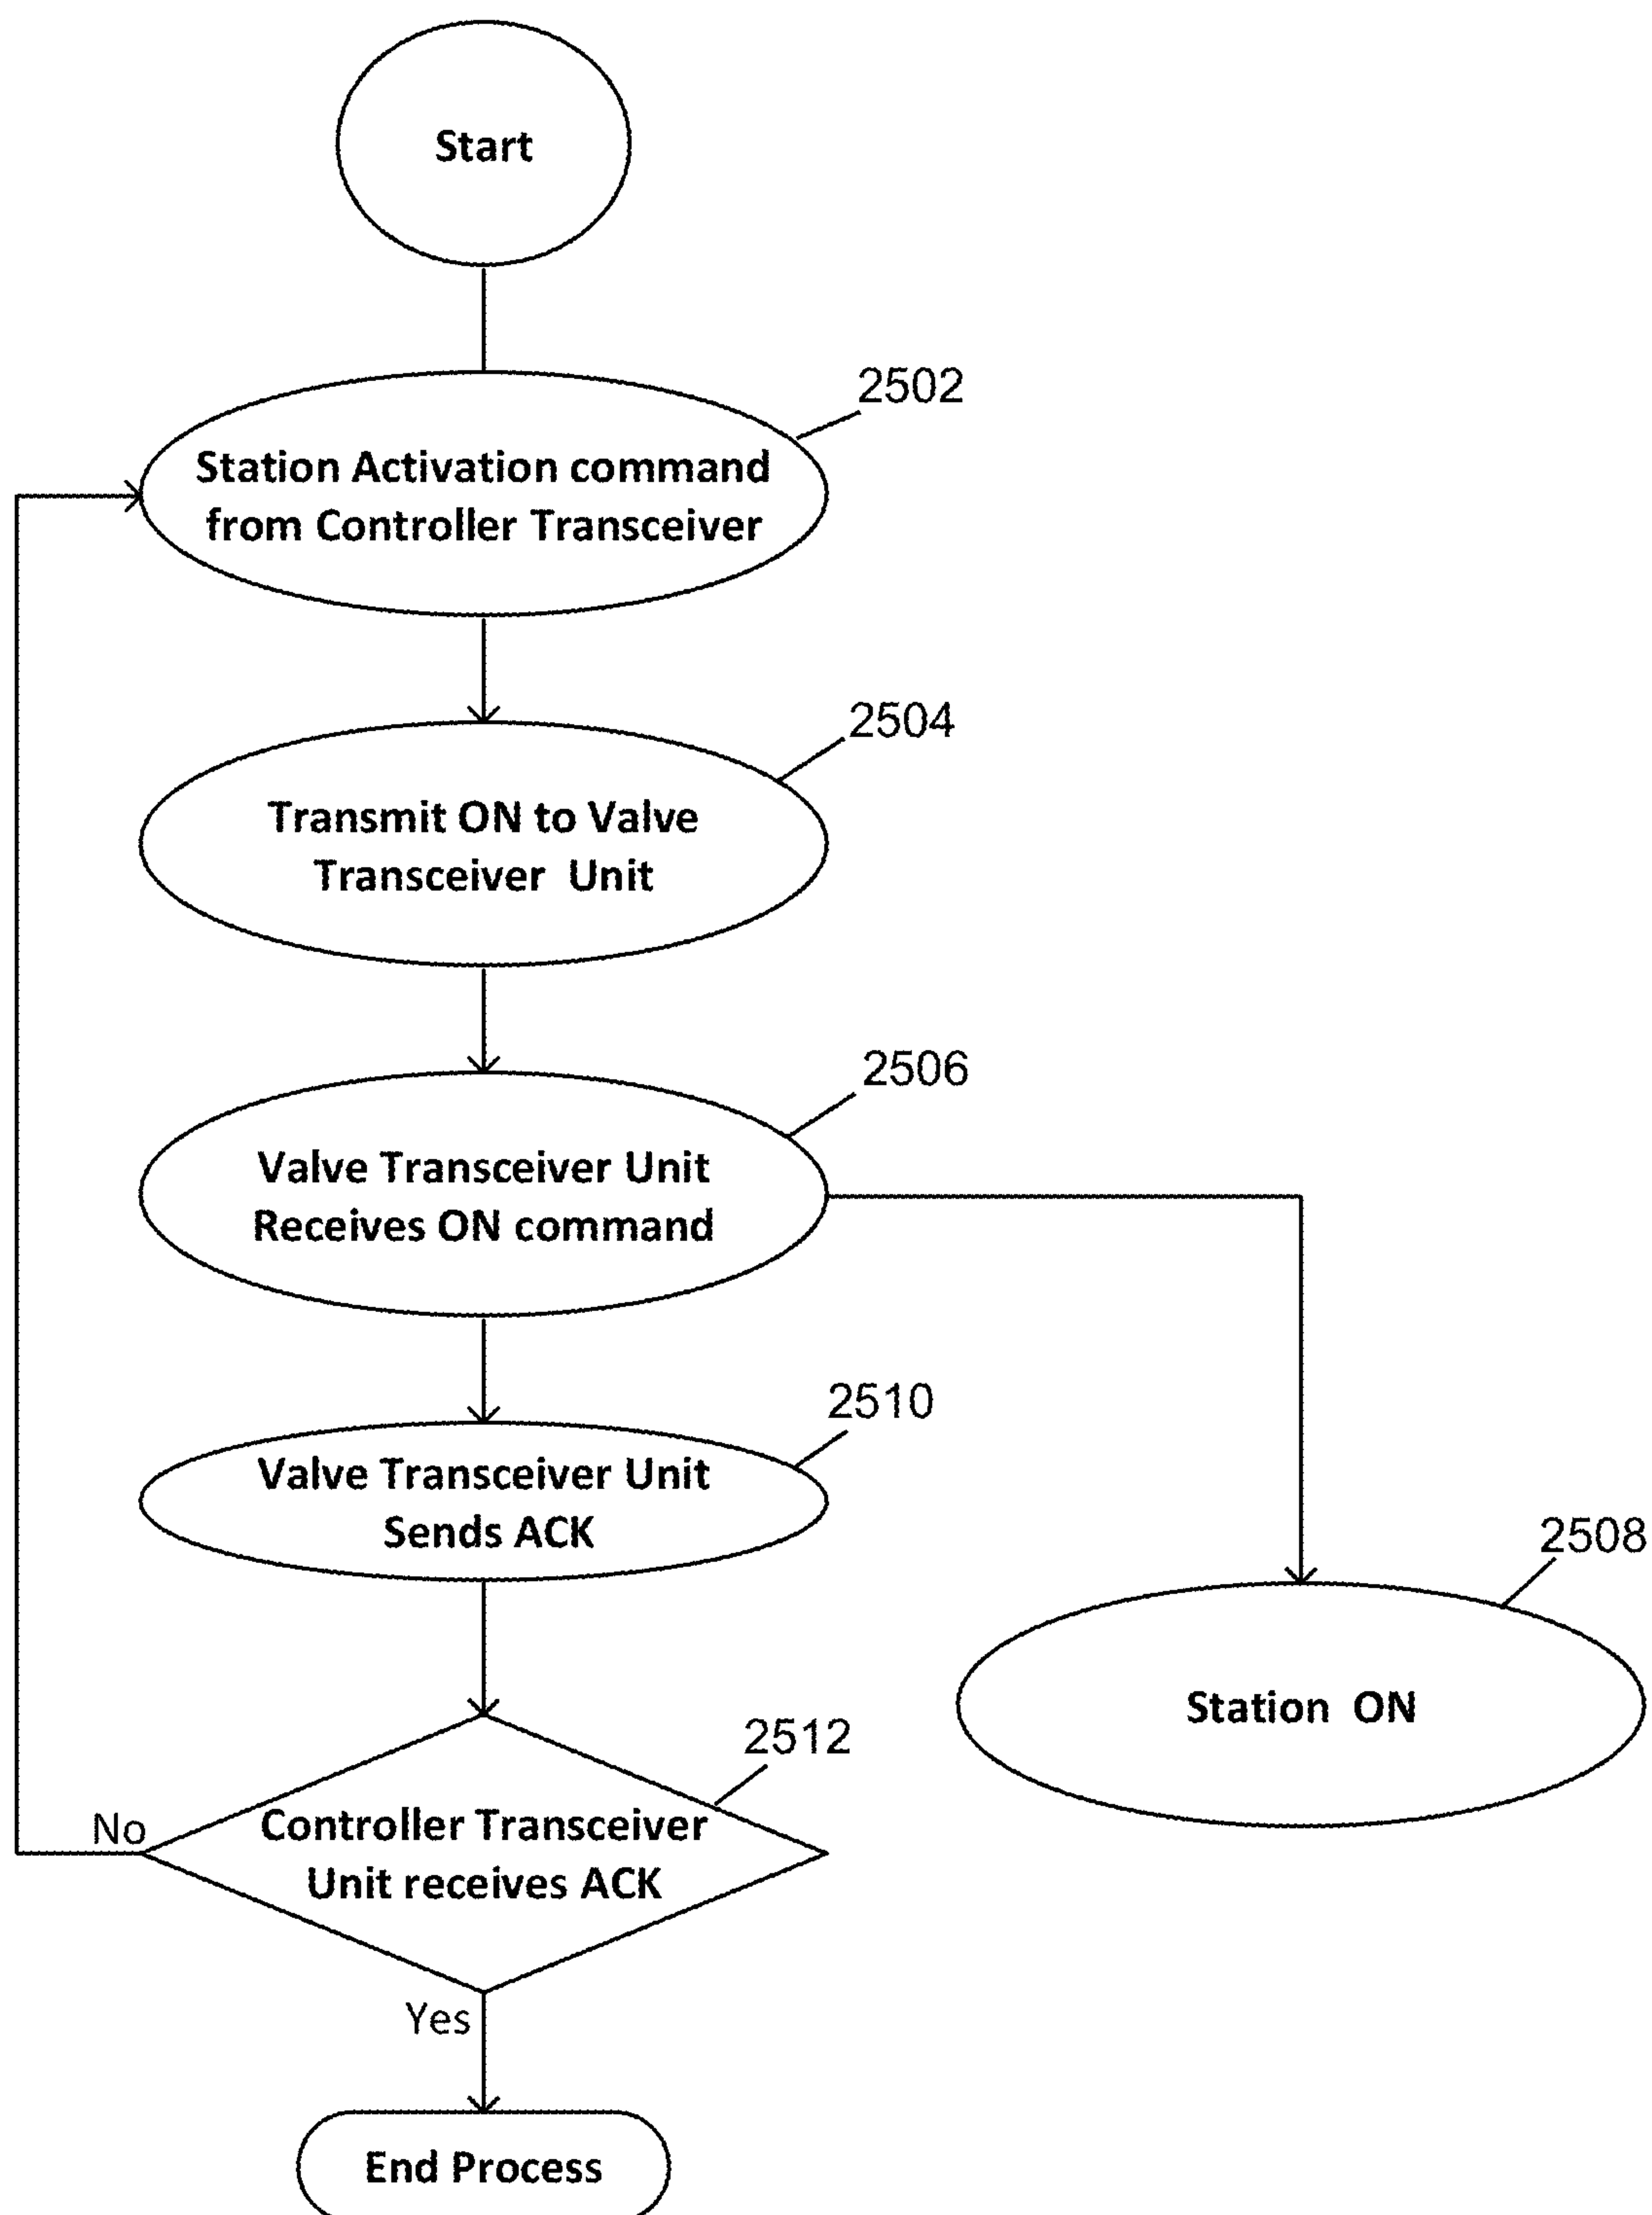 Start
2502
Station Activation command
from Controller Transceiver
2504
Transmit ON to Valve
Transceiver Unit
2506
Valve Transceiver Unit
Receives ON command
2510
Valve Transceiver Unit
Sends ACK
2508
Station ON
2512
Controller Transceiver
Unit receives ACK
No
Yes
End Process